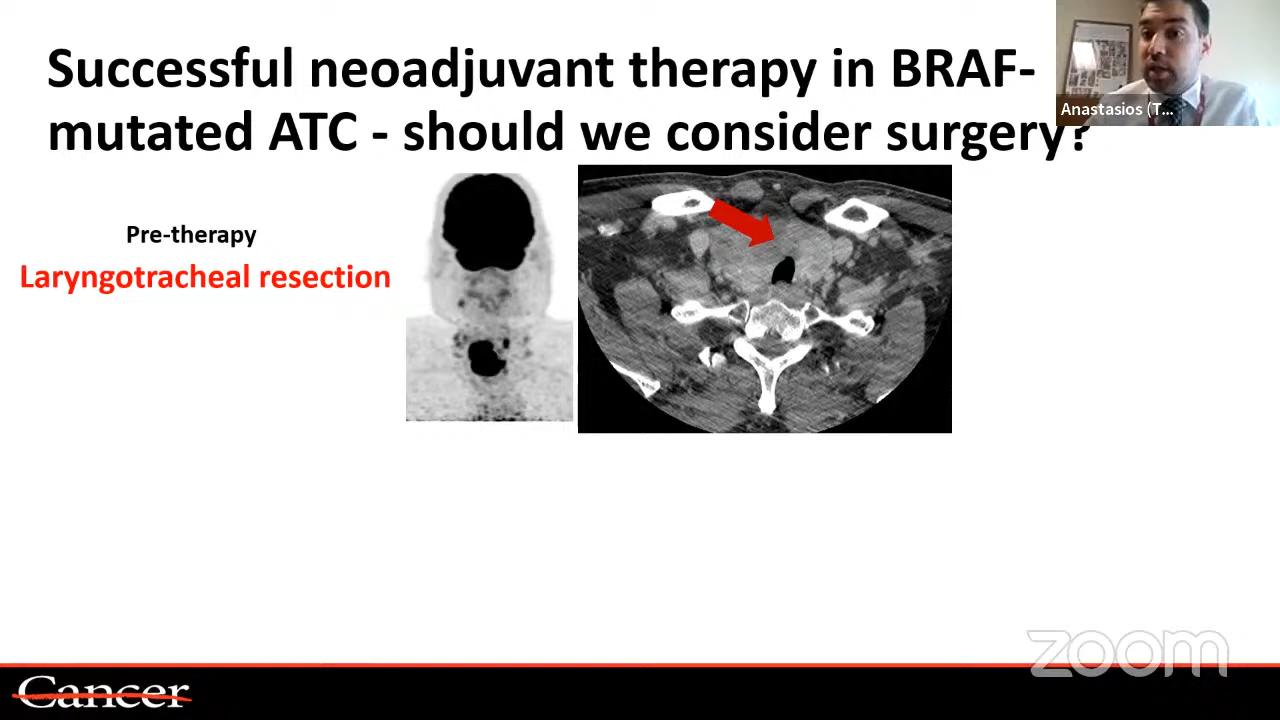 Successful neoadjuvant therapy in BRAF-
mutated ATC - should we consider surgery?
Anastasios (T...
Pre-therapy
Laryngotracheal resection
zoom
Cancer